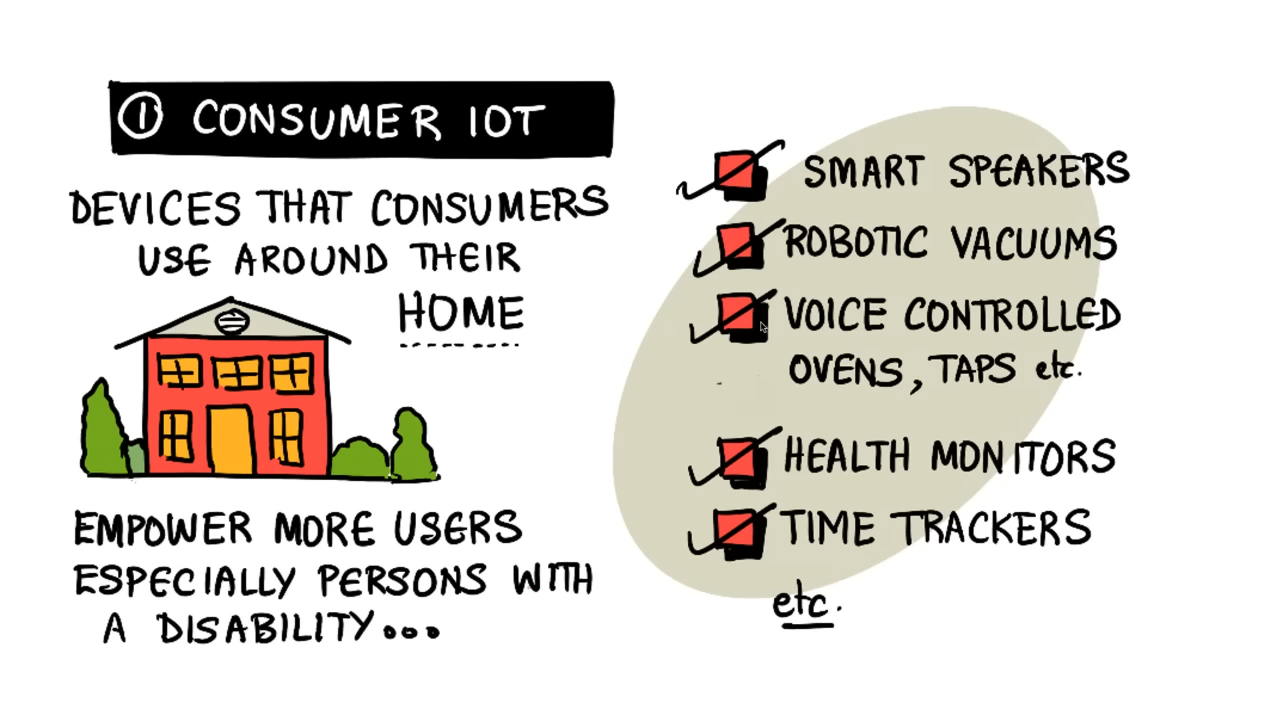 ① CONSUMER IOT
DEVICES THAT CONSUMERS
USE AROUND THEIR
HOME
EMPOWER MORE USERS
ESPECIALLY PERSONS WITH
A DISABILITY...
SMART SPEAKERS
ROBOTIC VACUUMS
VOICE CONTROLLED
OVENS, TAPS etc.
HEALTH MONITORS
TIME TRACKERS
etc.